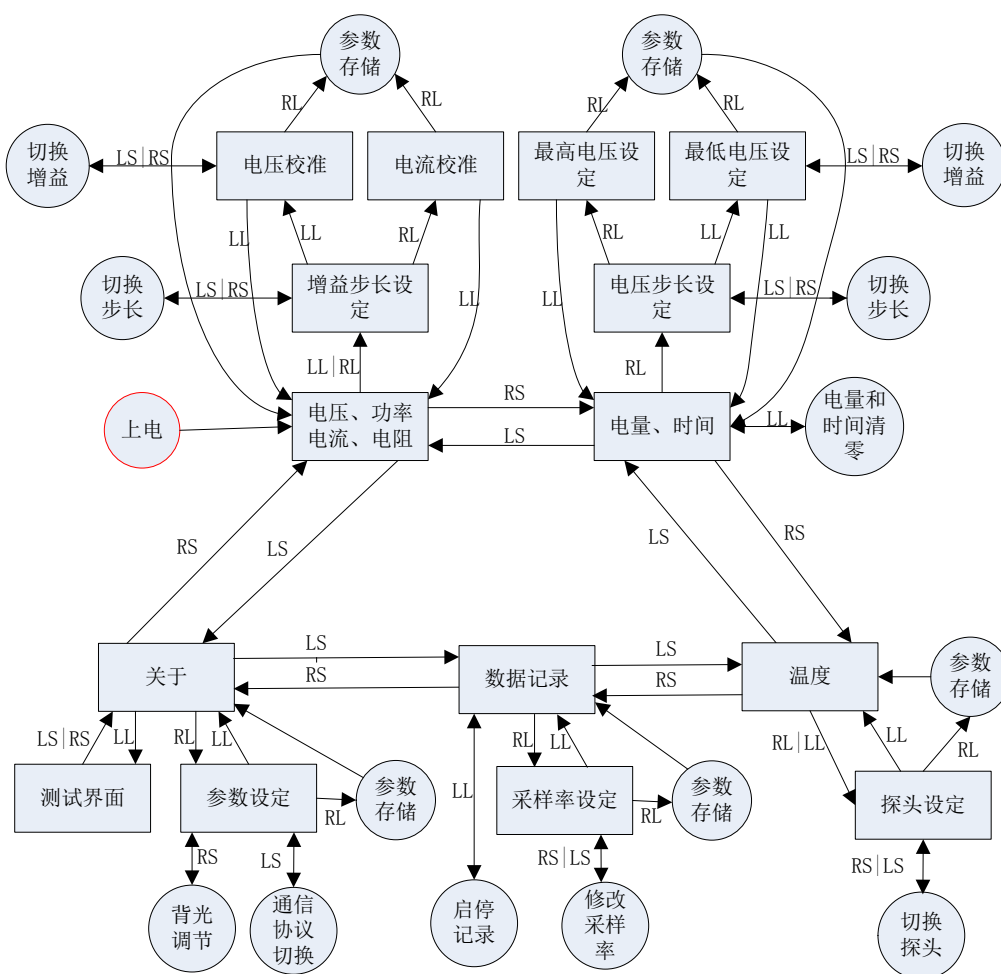 参数
存储
参数
存储
RL
RL
RL
RL
切换
增益
LS|RS
电压校准
电流校准
最高电压设
定
最低电压设
定
LS|RS
切换
增益
LL
LL
RL
RL
LL
LL
切换
步长
LS|RS
增益步长设
定
LL
LL
电压步长设
定
LS|RS
切换
步长
LL|RL
RL
上电
电压、功率
电流、电阻
RS
LS
电量、时间
LL
电量和
时间清
零
RS
LS
LS
RS
关于
LS
RS
数据记录
LS
RS
温度
参数
存储
LS|RS
LL
RL
LL
RL
LL
RL|LL
LL
RL
测试界面
参数设定
RL
参数
存储
LL
采样率设定
RL
参数
存储
探头设定
RS
LS
RS|LS
RS|LS
背光
调节
通信
协议
切换
启停
记录
修改
采样
率
切换
探头